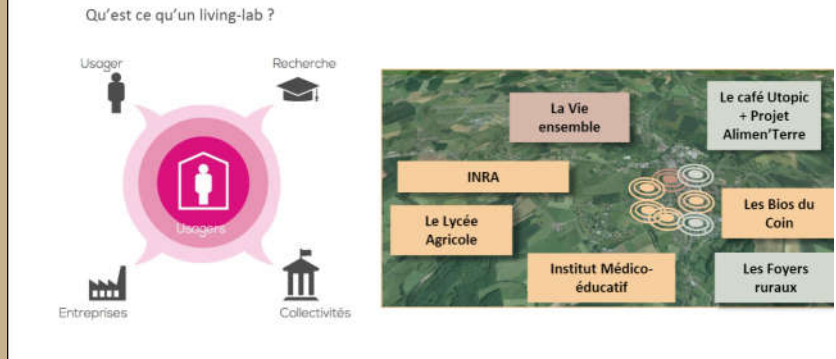 Qu'est ce qu'un living-lab ?
Usager
Recherche
Usagers
Entreprises
Collectivités
La Vie
ensemble
Le café Utopic
+ Projet
Alimen'Terre
INRA
Le Lycée
Agricole
Les Bios du
Coin
Institut Médico-
éducatif
Les Foyers
ruraux